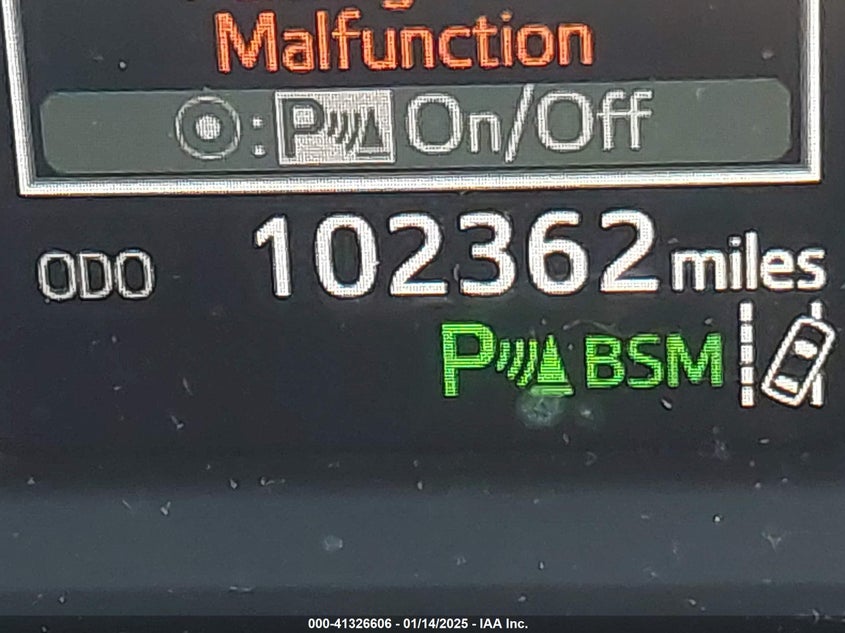 Malfunction
: P On/Off
ODO 102362 miles
P BSM
000-41326606 - 01/14/2025 - IAA Inc.